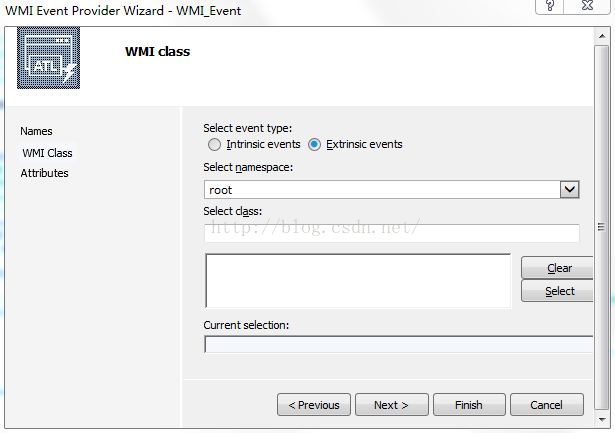 WMI Event Provider Wizard - WMI_Event
ATL
WMI class
Names
WMI Class
Attributes
Select event type:
Intrinsic events
Extrinsic events
Select namespace:
root
Select class:
http://blog.csdn.net/
Clear
Select
Current selection:
< Previous
Next >
Finish
Cancel